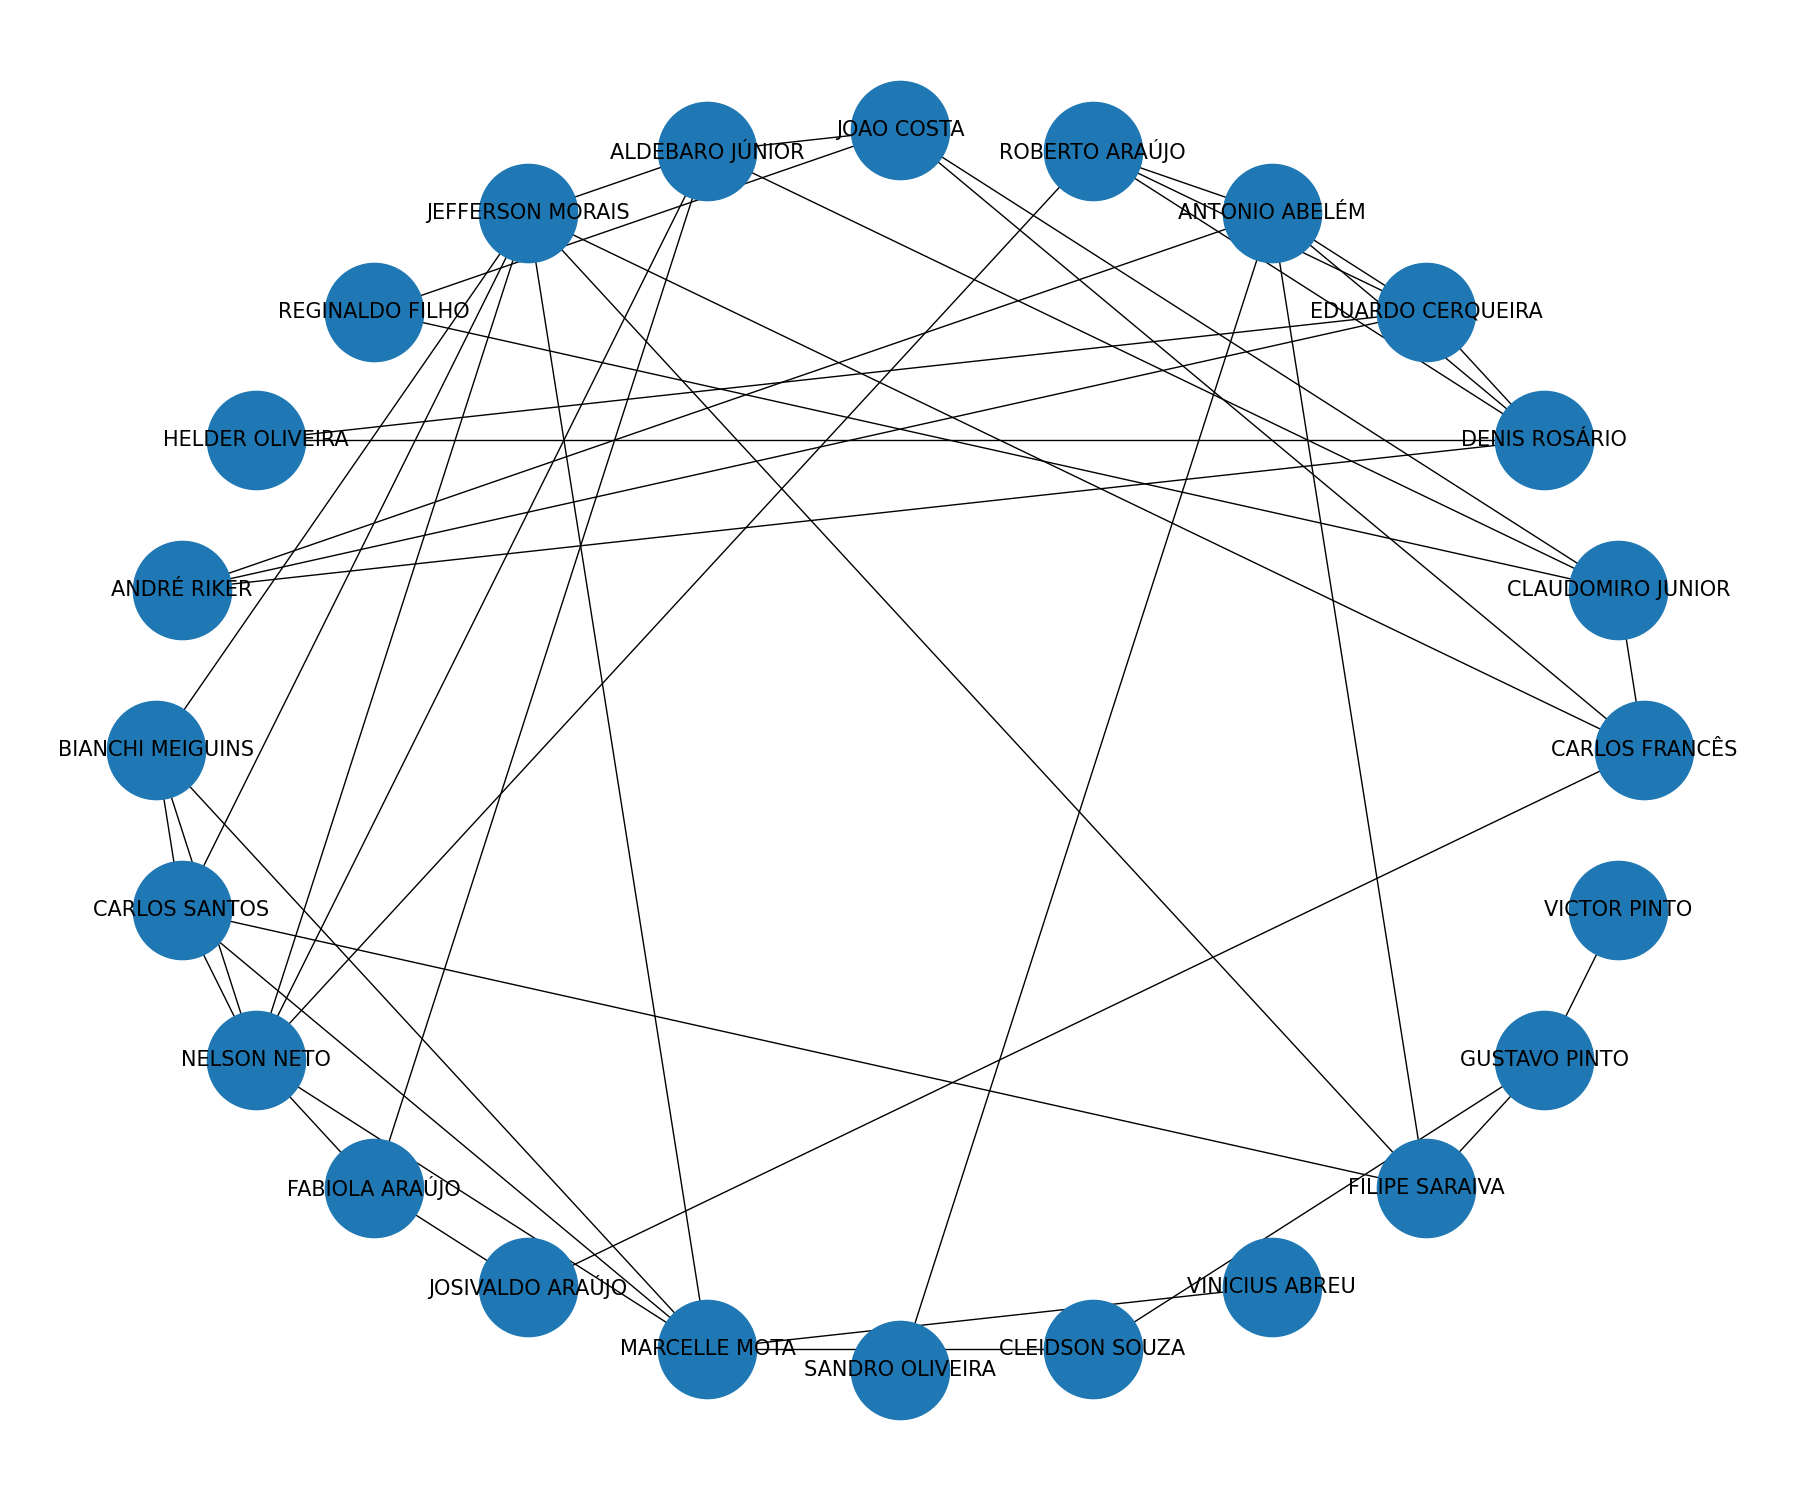 JOAO COSTA
ALDEBARO JÚNIOR
ROBERTO ARAÚJO
JEFFERSON MORAIS
ANTONIO ABELÉM
REGINALDO FILHO
EDUARDO CERQUEIRA
HELDER OLIVEIRA
DENIS ROSÁRIO
ANDRÉ RIKER
CLAUDOMIRO JUNIOR
BIANCHI MEIGUINS
CARLOS FRANCÊS
CARLOS SANTOS
VICTOR PINTO
NELSON NETO
GUSTAVO PINTO
FABIOLA ARAÚJO
FILIPE SARAIVA
JOSIVALDO ARAÚJO
VINICIUS ABREU
MARCELLE MOTA
CLEIDSON SOUZA
SANDRO OLIVEIRA